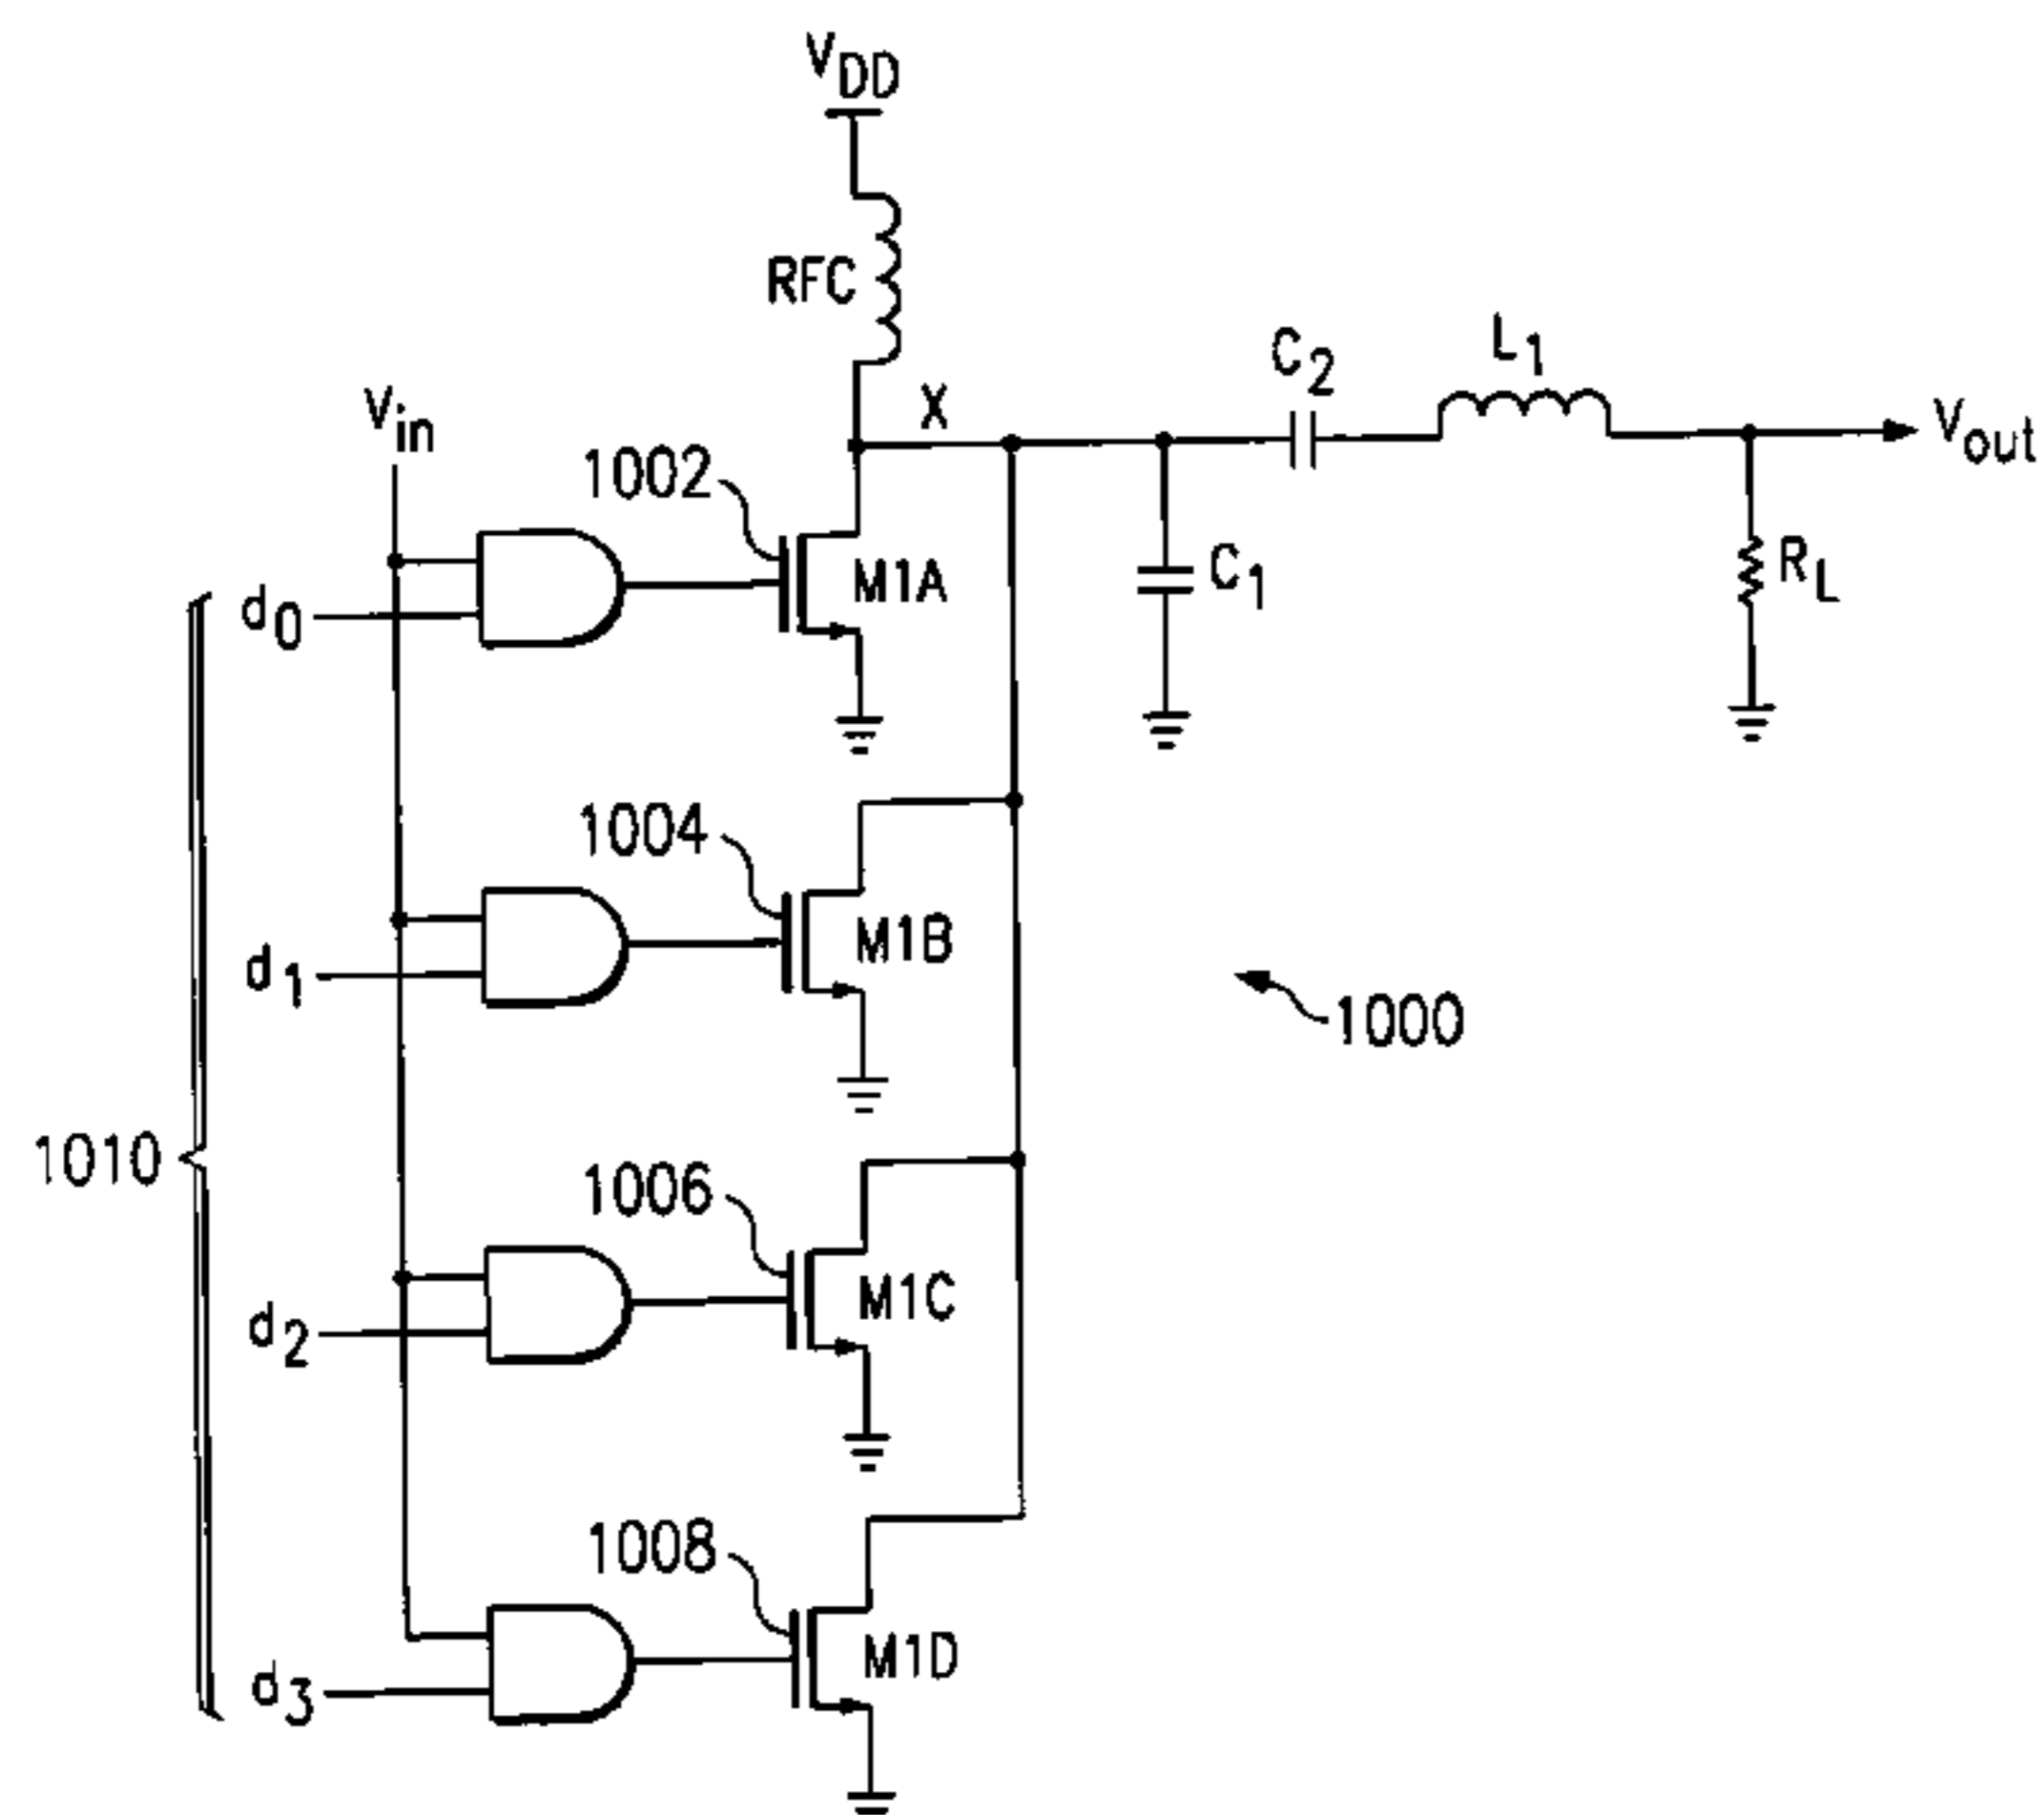 VDD
RFC
C2
L1
Vin
X
Vout
1002
M1A
C1
RL
d0
1004
M1B
d1
1000
1010
1006
M1C
d2
1008
M1D
d3